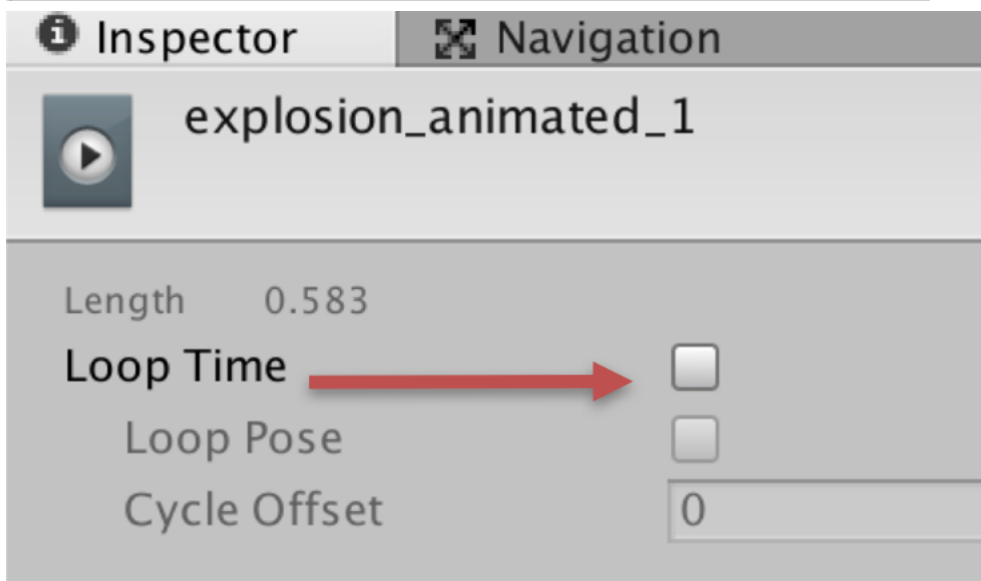 Inspector Navigation
explosion_animated_1
Length 0.583
Loop Time
Loop Pose
Cycle Offset 0